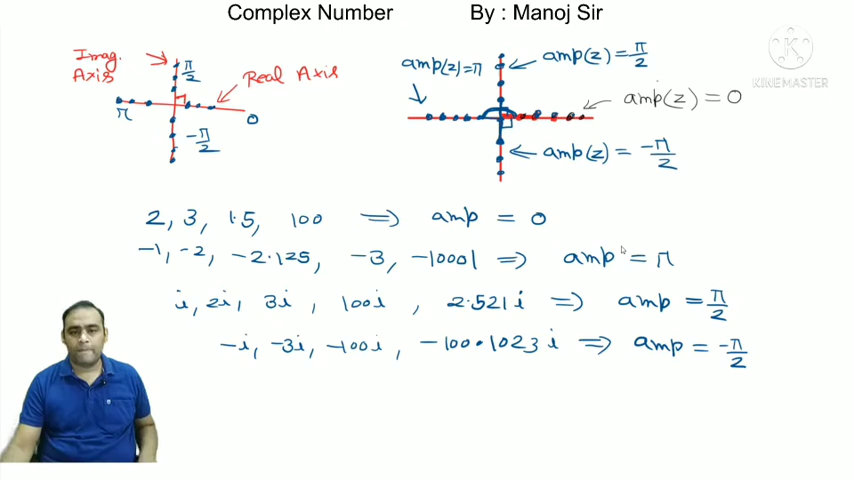 Complex Number By : Manoj Sir
Imag. Axis
π/2
Real Axis
π
0
-π/2
amp(z)=π
amp(z)=π/2
amp(z)=0
amp(z)=-π/2
KINEMASTER
2, 3, 1.5, 100 ⇒ amp = 0
-1, -2, -2.125, -3, -10001 ⇒ amp = π
i, 2i, 3i, 100i, 2.521i ⇒ amp = π/2
-i, -3i, -100i, -100.1023i ⇒ amp = -π/2